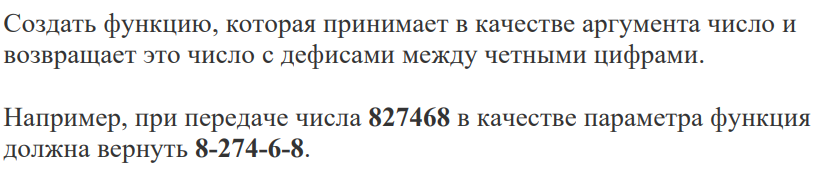 Создать функцию, которая принимает в качестве аргумента число и
возвращает это число с дефисами между четными цифрами.
Например, при передаче числа 827468 в качестве параметра функция
должна вернуть 8-274-6-8.